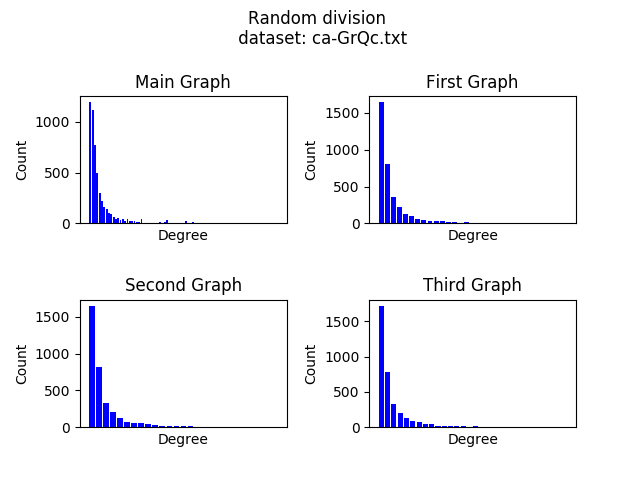 Random division
dataset: ca-GrQc.txt
Main Graph
Count
1000
500
0
Degree
First Graph
Count
1500
1000
500
0
Degree
Second Graph
Count
1500
1000
500
0
Degree
Third Graph
Count
1500
1000
500
0
Degree